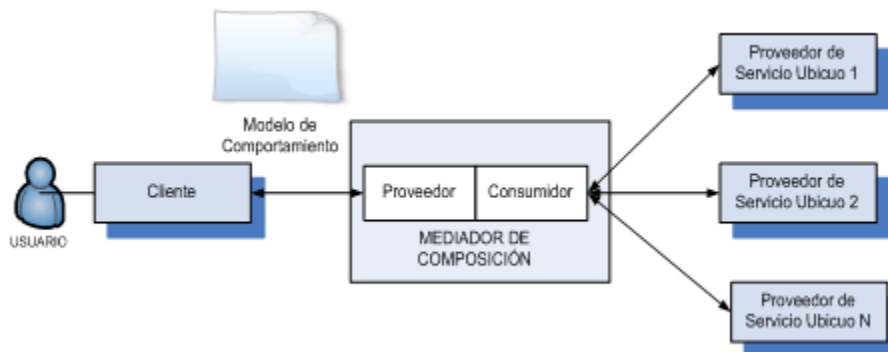 USUARIO
Cliente
Modelo de
Comportamiento
Proveedor
Consumidor
MEDIADOR DE
COMPOSICIÓN
Proveedor de
Servicio Ubicuo 1
Proveedor de
Servicio Ubicuo 2
Proveedor de
Servicio Ubicuo N